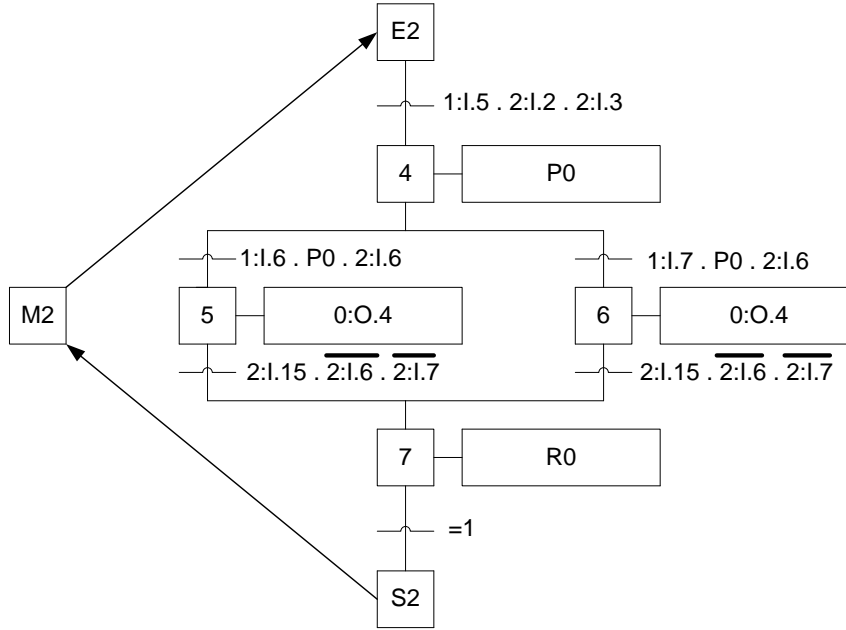 E2
1:I.5 . 2:I.2 . 2:I.3
4
P0
1:I.6 . P0 . 2:I.6
1:I.7 . P0 . 2:I.6
M2
5
0:O.4
6
0:O.4
2:I.15 . 2:I.6 . 2:I.7
2:I.15 . 2:I.6 . 2:I.7
7
R0
=1
S2